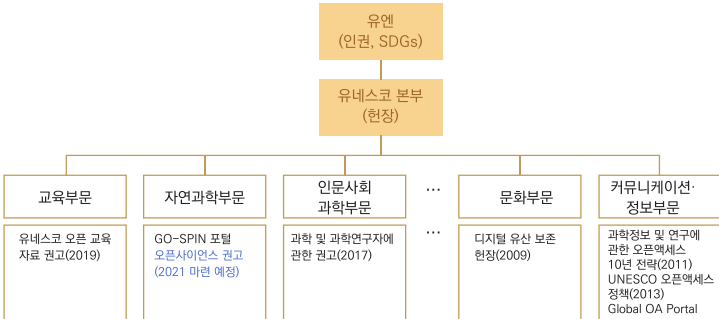 유엔
(인권, SDGs)
유네스코 본부
(헌장)
교육부문
자연과학부문
인문사회
과학부문
...
문화부문
커뮤니케이션·
정보부문
유네스코 오픈 교육
자료 권고(2019)
GO-SPIN 포털
오픈사이언스 권고
(2021 마련 예정)
과학 및 과학연구자에
관한 권고(2017)
...
디지털 유산 보존
헌장(2009)
과학정보 및 연구에
관한 오픈액세스
10년 전략(2011)
UNESCO 오픈액세스
정책(2013)
Global OA Portal